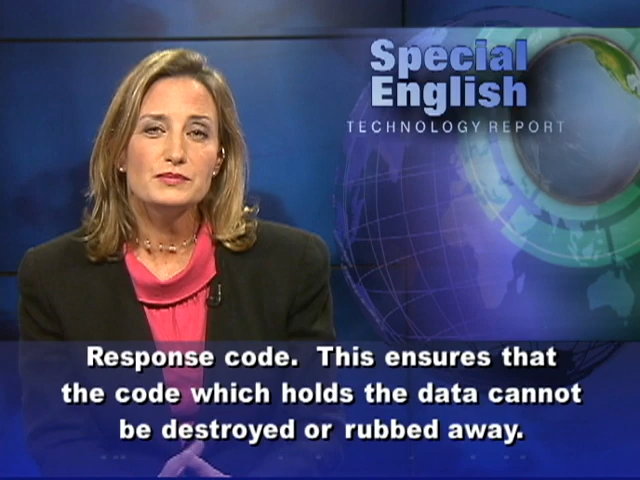 Special
English
TECHNOLOGY REPORT
Response code.  This ensures that
the code which holds the data cannot
be destroyed or rubbed away.